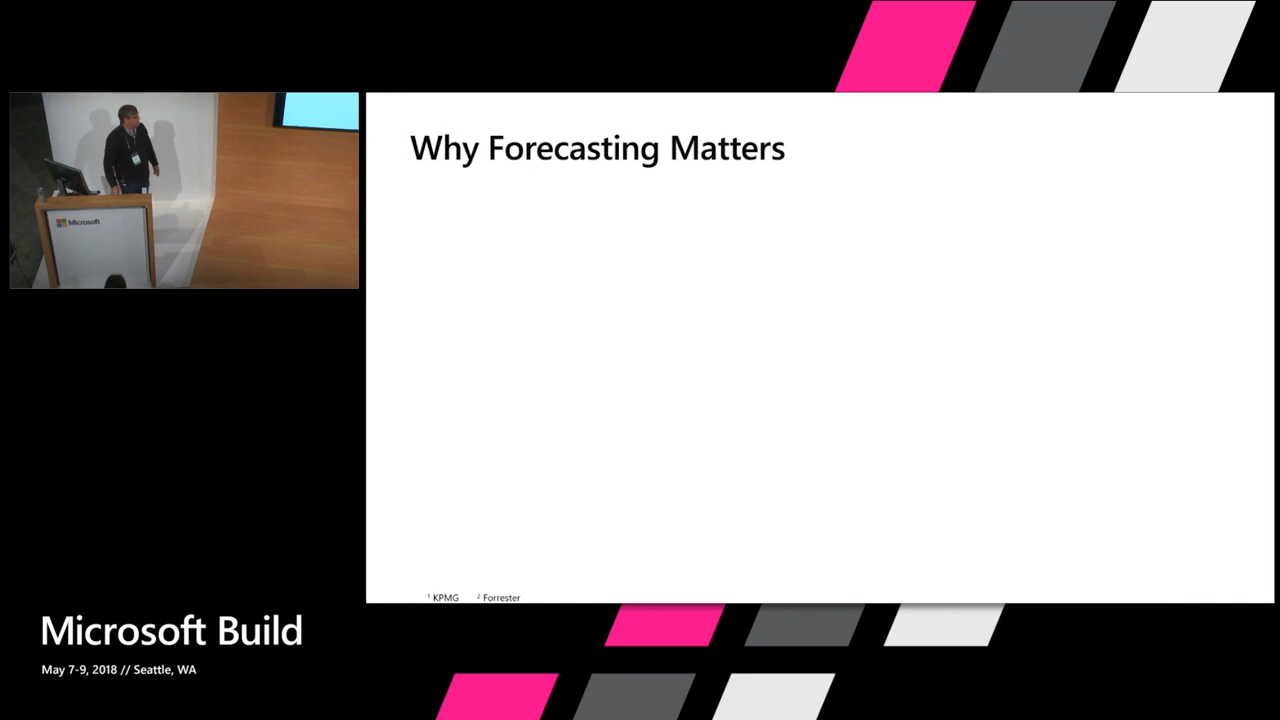 Why Forecasting Matters
Microsoft
¹ KPMG ² Forrester
Microsoft Build
May 7-9, 2018 // Seattle, WA